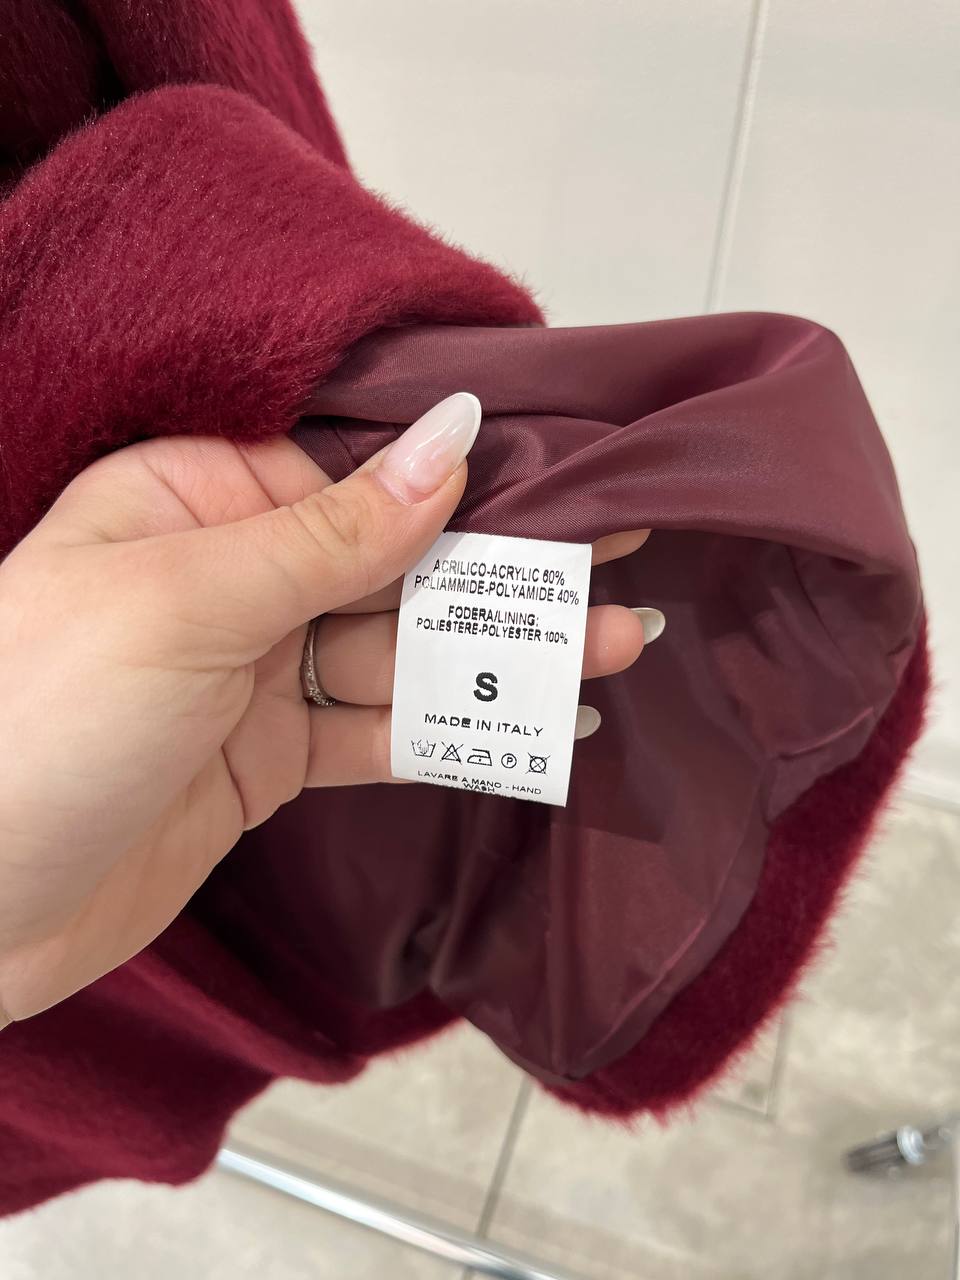 ACRILICO-ACRYLIC 60%
POLIAMMIDE-POLYAMIDE 40%
FODERA/LINING:
POLIESTERE-POLYESTER 100%
S
MADE IN ITALY
P
LAVARE A MANO - HAND
WASH